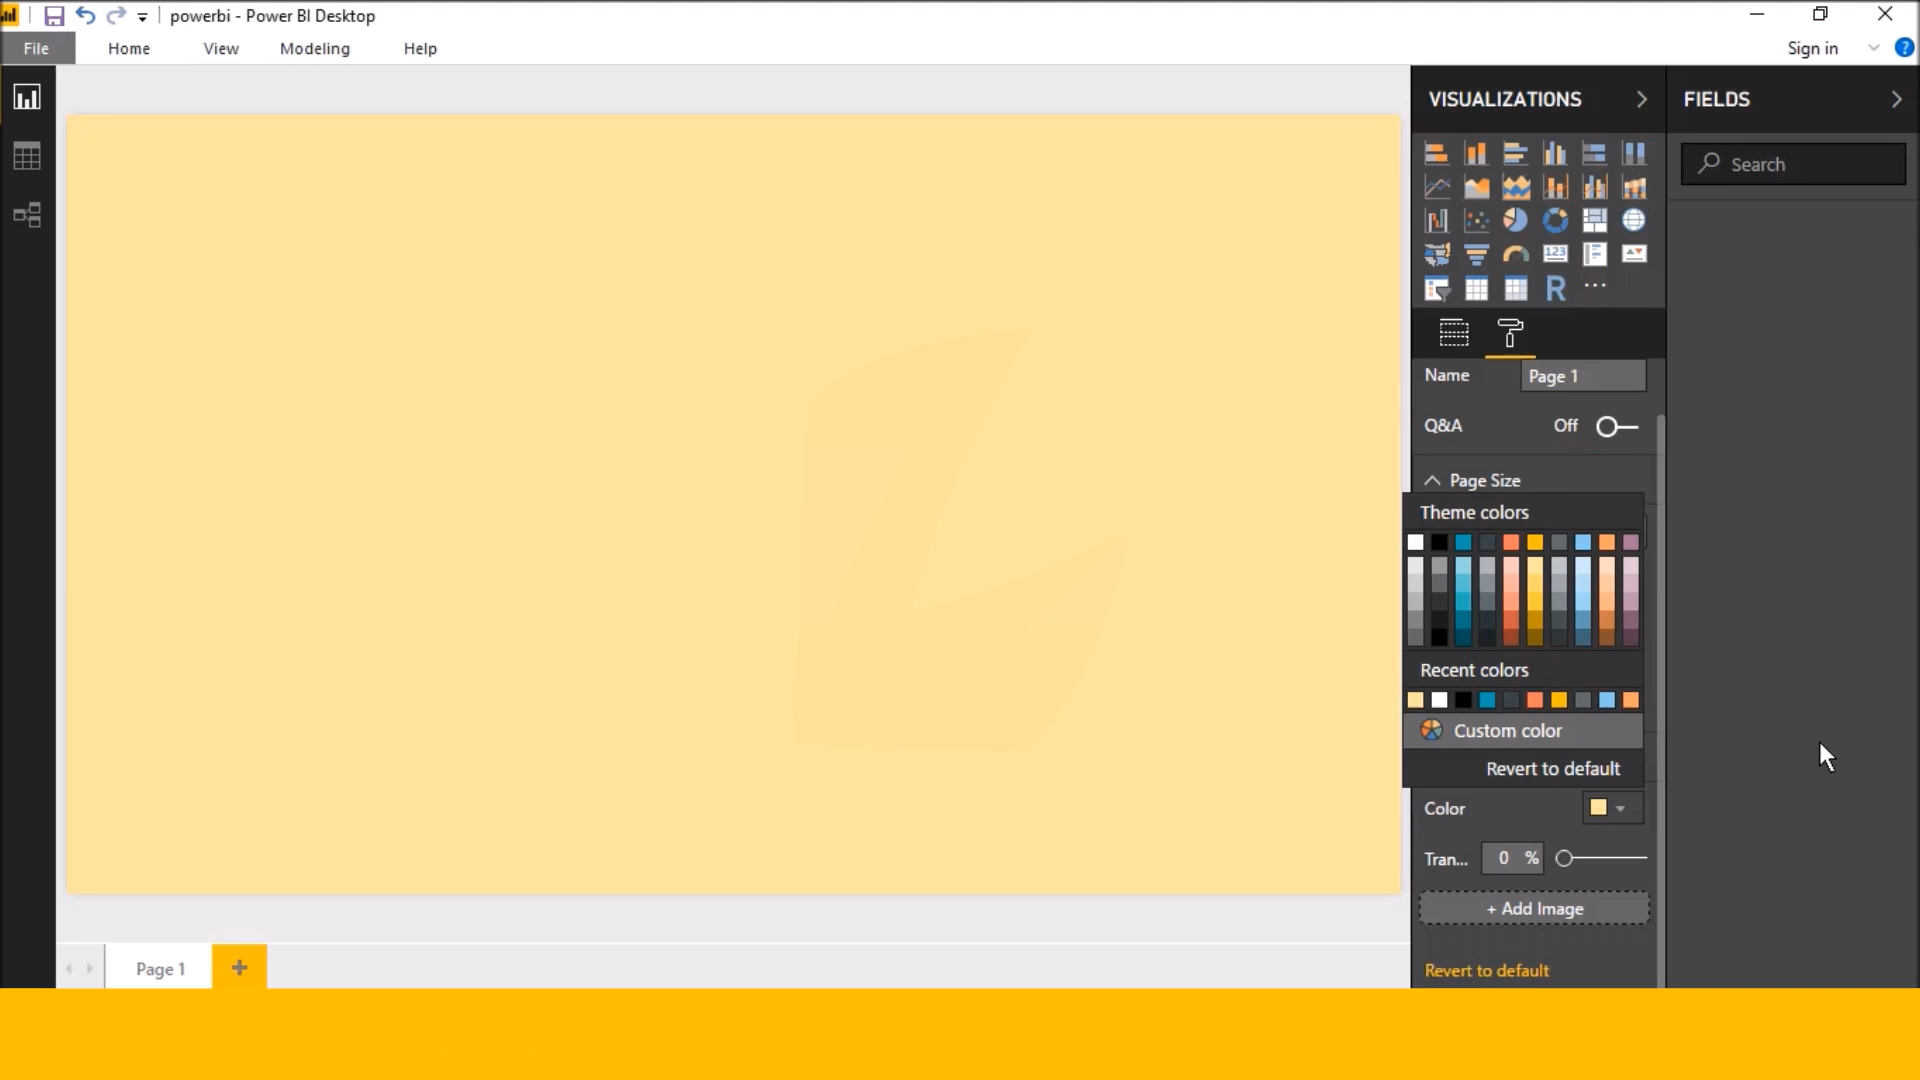 powerbi - Power BI Desktop
File Home View Modeling Help Sign in ?
VISUALIZATIONS FIELDS
Search
123
R
Name Page 1
Q&A Off
Page Size
Theme colors
Recent colors
Custom color
Revert to default
Color
Tran... 0 %
+ Add Image
Revert to default
Page 1 +